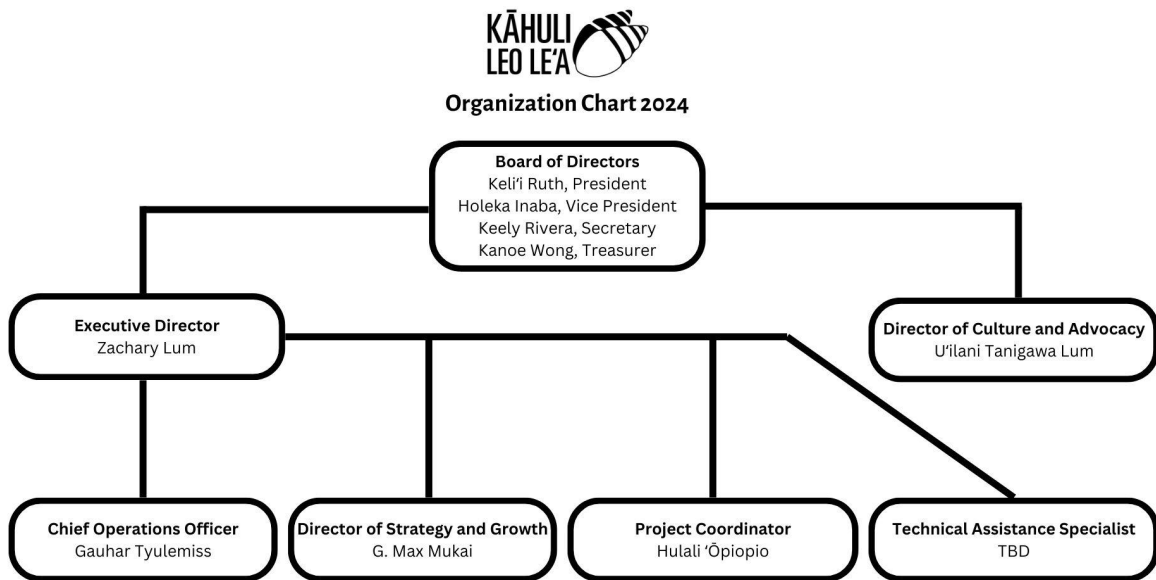 KĀHULI
LEO LEʻA
Organization Chart 2024
Board of Directors
Keliʻi Ruth, President
Holeka Inaba, Vice President
Keely Rivera, Secretary
Kanoe Wong, Treasurer
Executive Director
Zachary Lum
Director of Culture and Advocacy
Uʻilani Tanigawa Lum
Chief Operations Officer
Gauhar Tyulemiss
Director of Strategy and Growth
G. Max Mukai
Project Coordinator
Hulali ʻŌpiopio
Technical Assistance Specialist
TBD